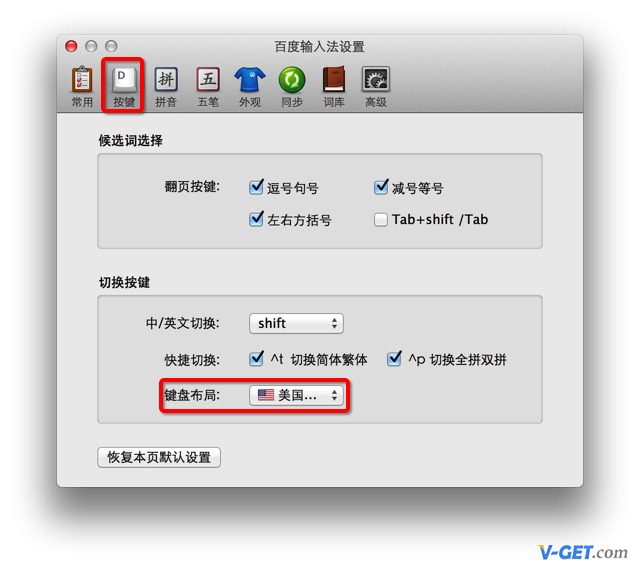 百度输入法设置
D 拼 五
常用 按键 拼音 五笔 外观 同步 词库 高级
候选词选择
翻页按键: 逗号句号 减号等号
左右方括号 Tab+shift /Tab
切换按键
中/英文切换: shift
快捷切换: ^t 切换简体繁体 ^p 切换全拼双拼
键盘布局: 美国...
恢复本页默认设置
V-GET.com